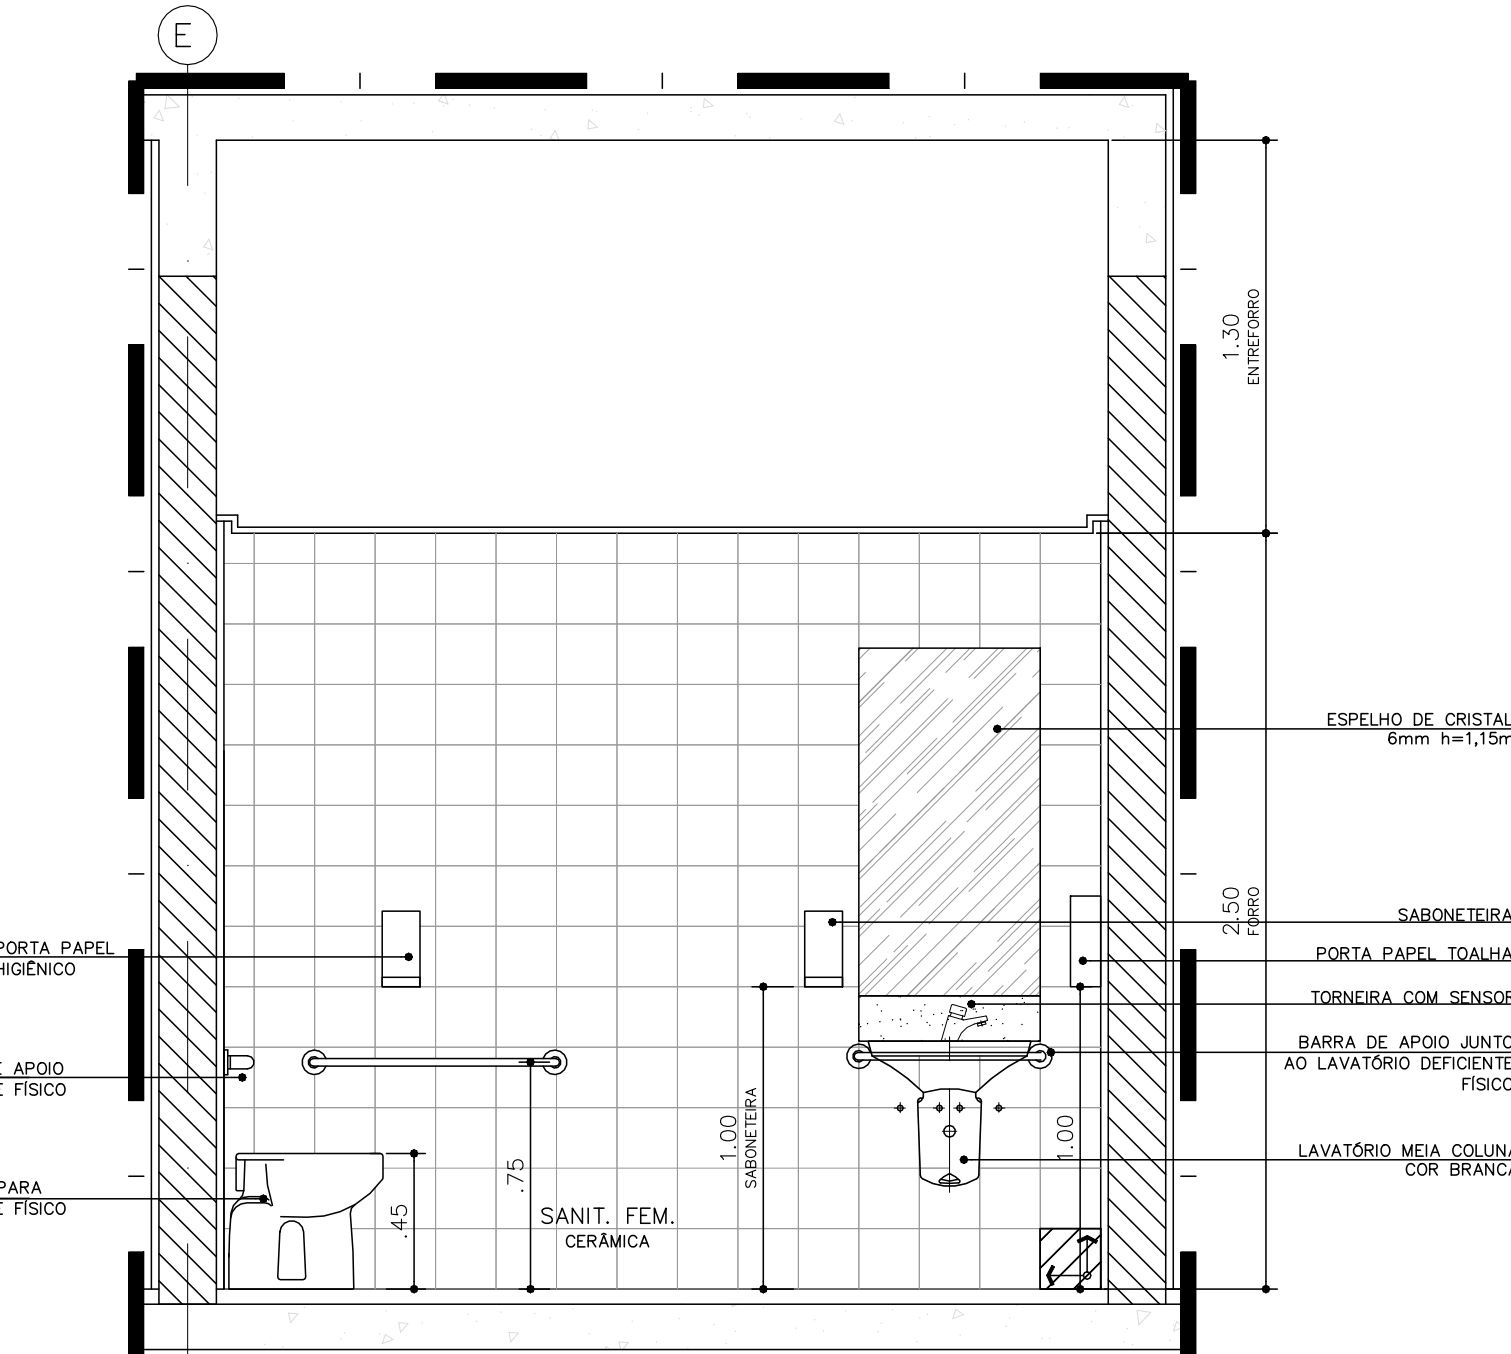 E
1.30
ENTREFORRO
ESPELHO DE CRISTAL
6mm h=1,15m
2.50
FORRO
SABONETEIRA
PORTA PAPEL
HIGIÊNICO
PORTA PAPEL TOALHA
TORNEIRA COM SENSOR
BARRA DE APOIO JUNTO
AO LAVATÓRIO DEFICIENTE
FÍSICO
E APOIO
E FÍSICO
1.00
SABONETEIRA
1.00
LAVATÓRIO MEIA COLUNA
COR BRANCA
.75
PARA
E FÍSICO
.45
SANIT. FEM.
CERÂMICA